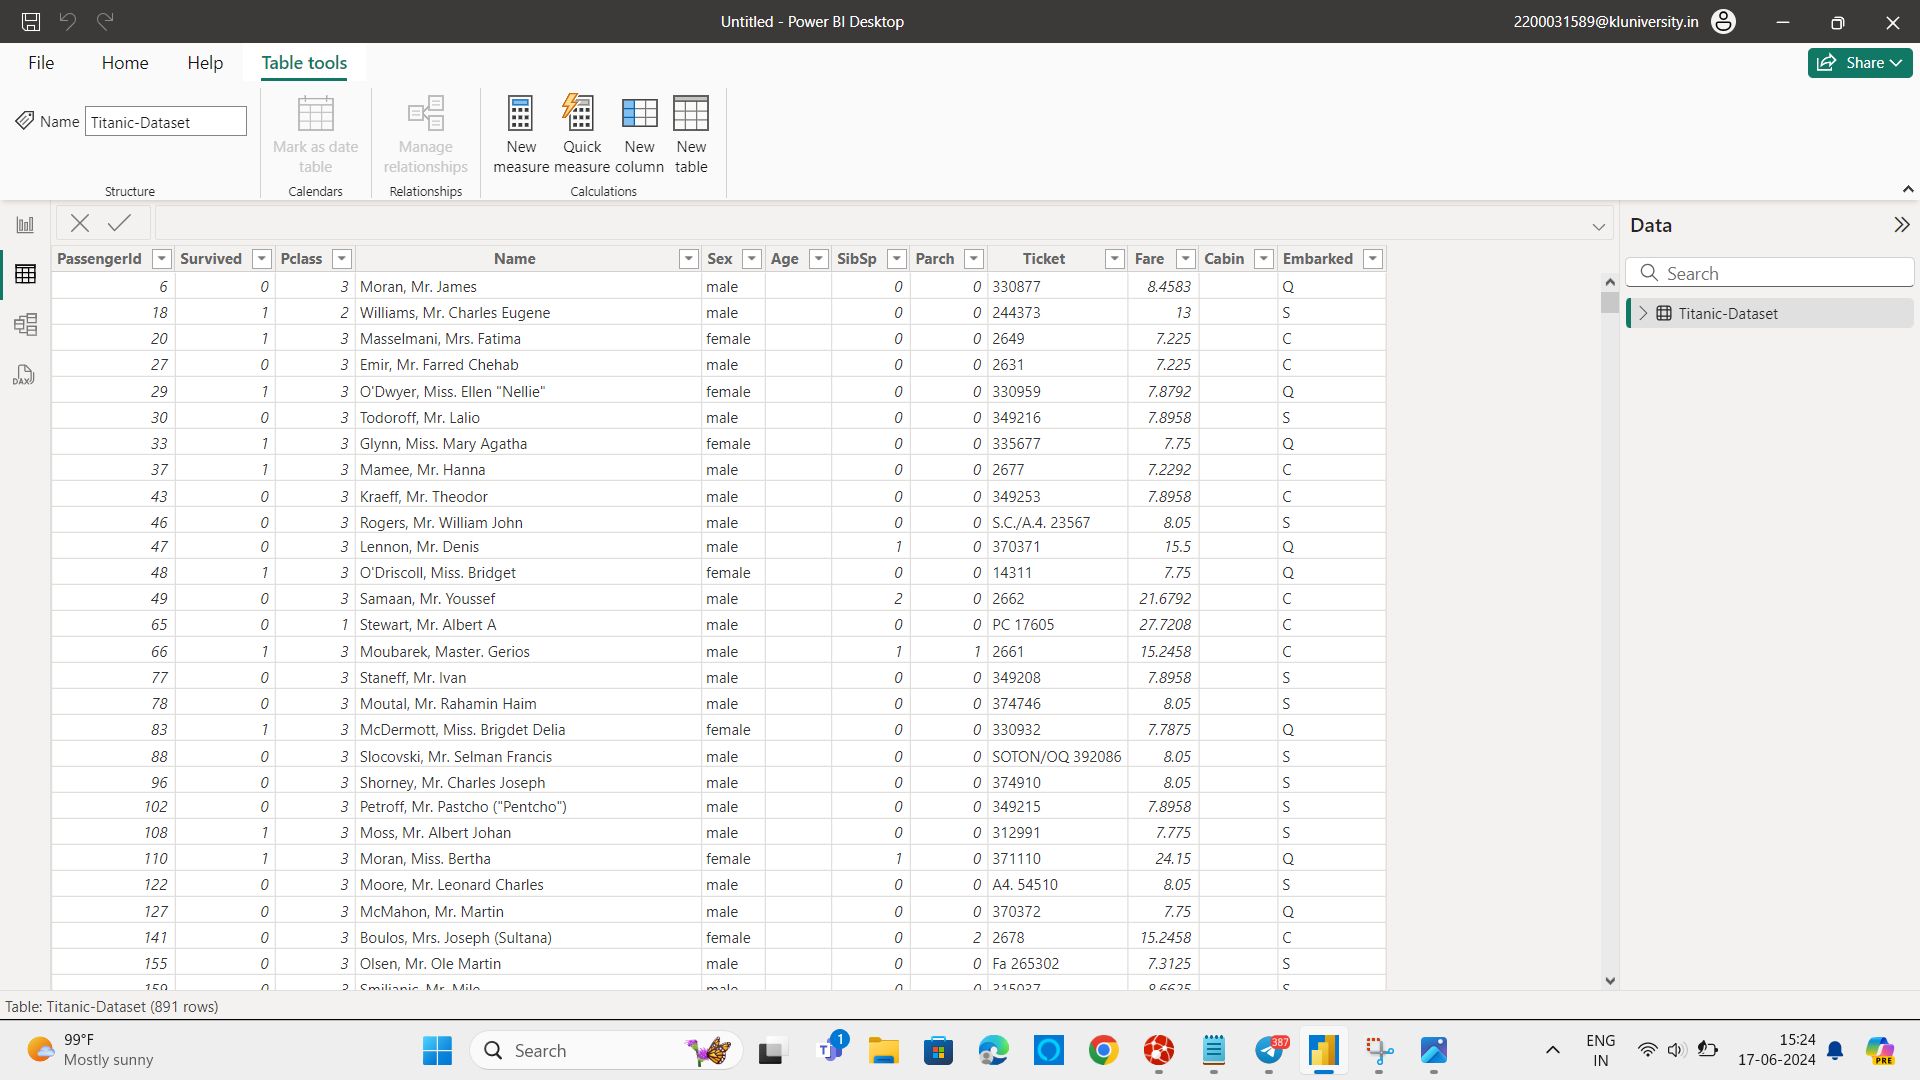 Untitled - Power BI Desktop
2200031589@kluniversity.in
File Home Help Table tools
Share
Name Titanic-Dataset
Mark as date table
Manage relationships
New measure
Quick measure
New column
New table
Structure Calendars Relationships Calculations
Data
Search
Titanic-Dataset
PassengerId Survived Pclass Name Sex Age SibSp Parch Ticket Fare Cabin Embarked
6 0 3 Moran, Mr. James male 0 0 330877 8.4583 Q
18 1 2 Williams, Mr. Charles Eugene male 0 0 244373 13 S
20 1 3 Masselmani, Mrs. Fatima female 0 0 2649 7.225 C
27 0 3 Emir, Mr. Farred Chehab male 0 0 2631 7.225 C
29 1 3 O'Dwyer, Miss. Ellen "Nellie" female 0 0 330959 7.8792 Q
30 0 3 Todoroff, Mr. Lalio male 0 0 349216 7.8958 S
33 1 3 Glynn, Miss. Mary Agatha female 0 0 335677 7.75 Q
37 1 3 Mamee, Mr. Hanna male 0 0 2677 7.2292 C
43 0 3 Kraeff, Mr. Theodor male 0 0 349253 7.8958 C
46 0 3 Rogers, Mr. William John male 0 0 S.C./A.4. 23567 8.05 S
47 0 3 Lennon, Mr. Denis male 1 0 370371 15.5 Q
48 1 3 O'Driscoll, Miss. Bridget female 0 0 14311 7.75 Q
49 0 3 Samaan, Mr. Youssef male 2 0 2662 21.6792 C
65 0 1 Stewart, Mr. Albert A male 0 0 PC 17605 27.7208 C
66 1 3 Moubarek, Master. Gerios male 1 1 2661 15.2458 C
77 0 3 Staneff, Mr. Ivan male 0 0 349208 7.8958 S
78 0 3 Moutal, Mr. Rahamin Haim male 0 0 374746 8.05 S
83 1 3 McDermott, Miss. Brigdet Delia female 0 0 330932 7.7875 Q
88 0 3 Slocovski, Mr. Selman Francis male 0 0 SOTON/OQ 392086 8.05 S
96 0 3 Shorney, Mr. Charles Joseph male 0 0 374910 8.05 S
102 0 3 Petroff, Mr. Pastcho ("Pentcho") male 0 0 349215 7.8958 S
108 1 3 Moss, Mr. Albert Johan male 0 0 312991 7.775 S
110 1 3 Moran, Miss. Bertha female 1 0 371110 24.15 Q
122 0 3 Moore, Mr. Leonard Charles male 0 0 A4. 54510 8.05 S
127 0 3 McMahon, Mr. Martin male 0 0 370372 7.75 Q
141 0 3 Boulos, Mrs. Joseph (Sultana) female 0 2 2678 15.2458 C
155 0 3 Olsen, Mr. Ole Martin male 0 0 Fa 265302 7.3125 S
159 0 3 Smiljanic, Mr. Mile male 0 0 315037 8.6625 S
Table: Titanic-Dataset (891 rows)
99°F
Mostly sunny
Search
1
387
ENG
IN
15:24
17-06-2024
PRE
DAX